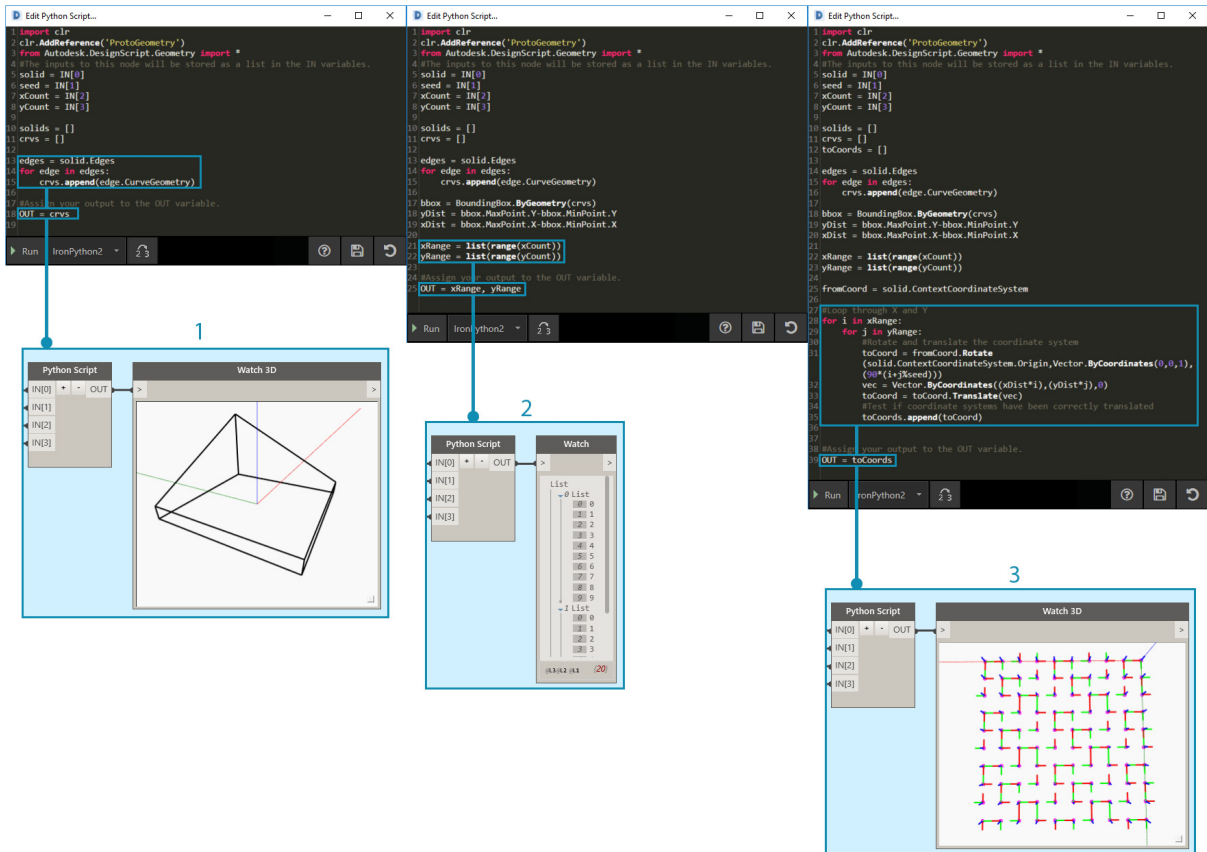 Edit Python Script...
1 import clr
2 clr.AddReference('ProtoGeometry')
3 from Autodesk.DesignScript.Geometry import *
4 #The inputs to this node will be stored as a list in the IN variables.
5 solid = IN[0]
6 seed = IN[1]
7 xCount = IN[2]
8 yCount = IN[3]
9
10 solids = []
11 crvs = []
12
13 edges = solid.Edges
14 for edge in edges:
15 crvs.append(edge.CurveGeometry)
16
17 #Assign your output to the OUT variable.
18 OUT = crvs
19
Run IronPython2 2 3
1
Python Script
IN[0] + - OUT
IN[1]
IN[2]
IN[3]
Watch 3D
> >
Edit Python Script...
1 import clr
2 clr.AddReference('ProtoGeometry')
3 from Autodesk.DesignScript.Geometry import *
4 #The inputs to this node will be stored as a list in the IN variables.
5 solid = IN[0]
6 seed = IN[1]
7 xCount = IN[2]
8 yCount = IN[3]
9
10 solids = []
11 crvs = []
12
13 edges = solid.Edges
14 for edge in edges:
15 crvs.append(edge.CurveGeometry)
16
17 bbox = BoundingBox.ByGeometry(crvs)
18 yDist = bbox.MaxPoint.Y-bbox.MinPoint.Y
19 xDist = bbox.MaxPoint.X-bbox.MinPoint.X
20
21 xRange = list(range(xCount))
22 yRange = list(range(yCount))
23
24 #Assign your output to the OUT variable.
25 OUT = xRange, yRange
Run IronPython2 2 3
2
Python Script
IN[0] + - OUT
IN[1]
IN[2]
IN[3]
Watch
>
List
0 List
0 0
1 1
2 2
3 3
4 4
5 5
6 6
7 7
8 8
9 9
1 List
0 0
1 1
2 2
3 3
@L3 @L2 @L1 {20}
Edit Python Script...
1 import clr
2 clr.AddReference('ProtoGeometry')
3 from Autodesk.DesignScript.Geometry import *
4 #The inputs to this node will be stored as a list in the IN variables.
5 solid = IN[0]
6 seed = IN[1]
7 xCount = IN[2]
8 yCount = IN[3]
9
10 solids = []
11 crvs = []
12 toCoords = []
13
14 edges = solid.Edges
15 for edge in edges:
16 crvs.append(edge.CurveGeometry)
17
18 bbox = BoundingBox.ByGeometry(crvs)
19 yDist = bbox.MaxPoint.Y-bbox.MinPoint.Y
20 xDist = bbox.MaxPoint.X-bbox.MinPoint.X
21
22 xRange = list(range(xCount))
23 yRange = list(range(yCount))
24
25 fromCoord = solid.ContextCoordinateSystem
26
27 #Loop through X and Y
28 for i in xRange:
29 for j in yRange:
30 #Rotate and translate the coordinate system
31 toCoord = fromCoord.Rotate
(solid.ContextCoordinateSystem.Origin,Vector.ByCoordinates(0,0,1),
(90*(i+j%seed)))
32 vec = Vector.ByCoordinates((xDist*i),(yDist*j),0)
33 toCoord = toCoord.Translate(vec)
34 #Test if coordinate systems have been correctly translated
35 toCoords.append(toCoord)
36
37
38 #Assign your output to the OUT variable.
39 OUT = toCoords
Run IronPython2 2 3
3
Python Script
IN[0] + - OUT
IN[1]
IN[2]
IN[3]
Watch 3D
> >